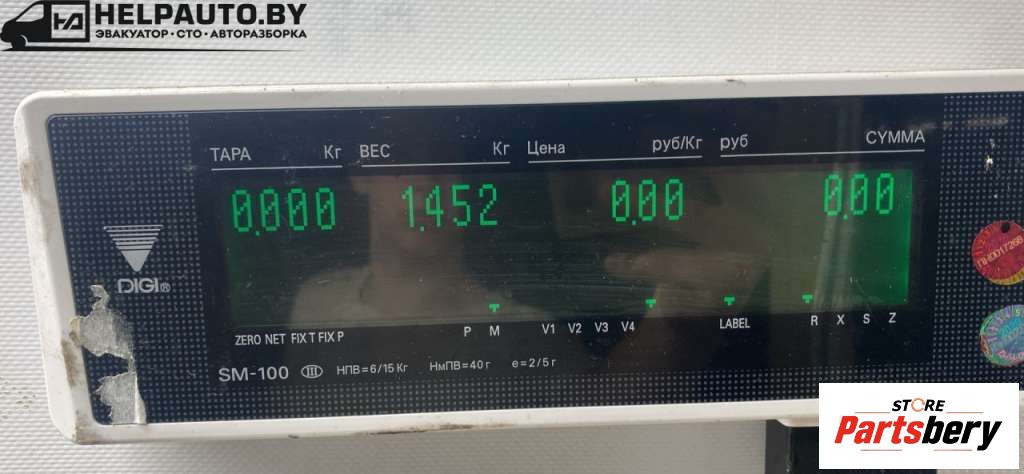 HELPAUTO.BY
ЭВАКУАТОР • СТО • АВТОРАЗБОРКА
ТАРА Кг ВЕС Кг Цена руб/Кг руб СУММА
0.000 1.452 0.00 0.00
DIGI®
ПН0017268
ZERO NET FIX T FIX P P M V1 V2 V3 V4 LABEL R X S Z
SM-100 III НПВ=6/15 Кг НмПВ=40 г e=2/5 г
STORE
Partsbery